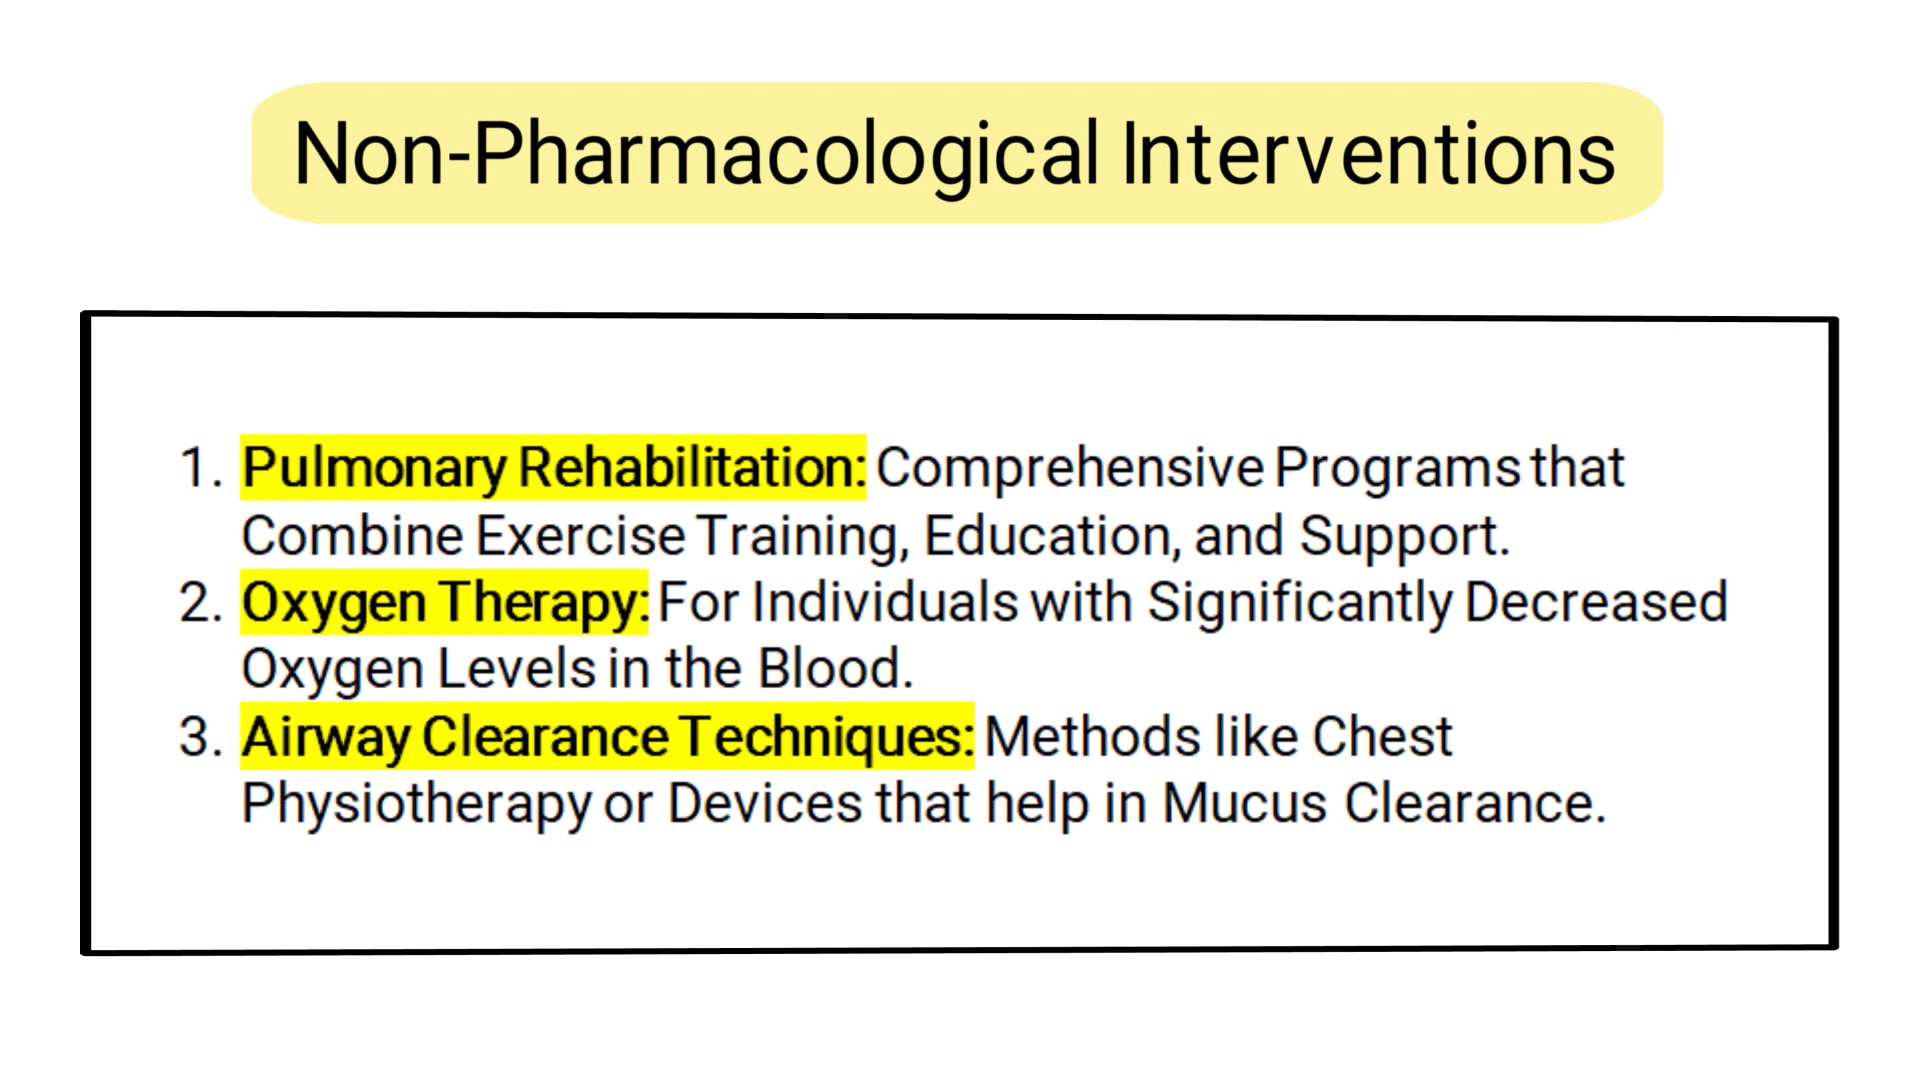 Non-Pharmacological Interventions
1. Pulmonary Rehabilitation: Comprehensive Programs that
Combine Exercise Training, Education, and Support.
2. Oxygen Therapy: For Individuals with Significantly Decreased
Oxygen Levels in the Blood.
3. Airway Clearance Techniques: Methods like Chest
Physiotherapy or Devices that help in Mucus Clearance.